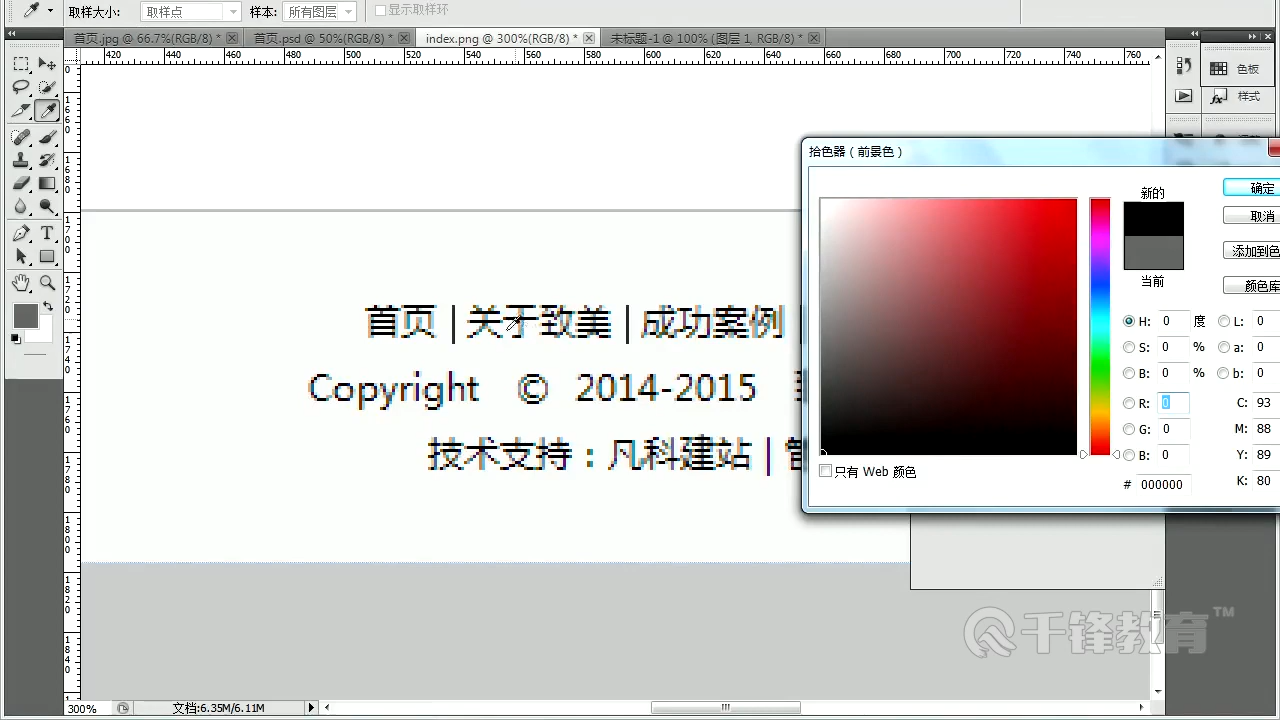 取样大小: 取样点 样本: 所有图层 显示取样环
首页.jpg @ 66.7%(RGB/8) * 首页.psd @ 50%(RGB/8) * index.png @ 300%(RGB/8) * 未标题-1 @ 100% (图层 1, RGB/8) *
420 440 460 480 500 520 540 560 580 600 620 640 660 680 700 720 740 760
色板
样式
拾色器（前景色）
新的
确定
取消
添加到色
当前
颜色库
首页 | 关于致美 | 成功案例 |
Copyright © 2014-2015
技术支持：凡科建站 | 管
H: 0 度 L: 0
S: 0 % a: 0
B: 0 % b: 0
R: 0 C: 93
G: 0 M: 88
B: 0 Y: 89
# 000000 K: 80
只有 Web 颜色
千锋教育™
300% 文档:6.35M/6.11M